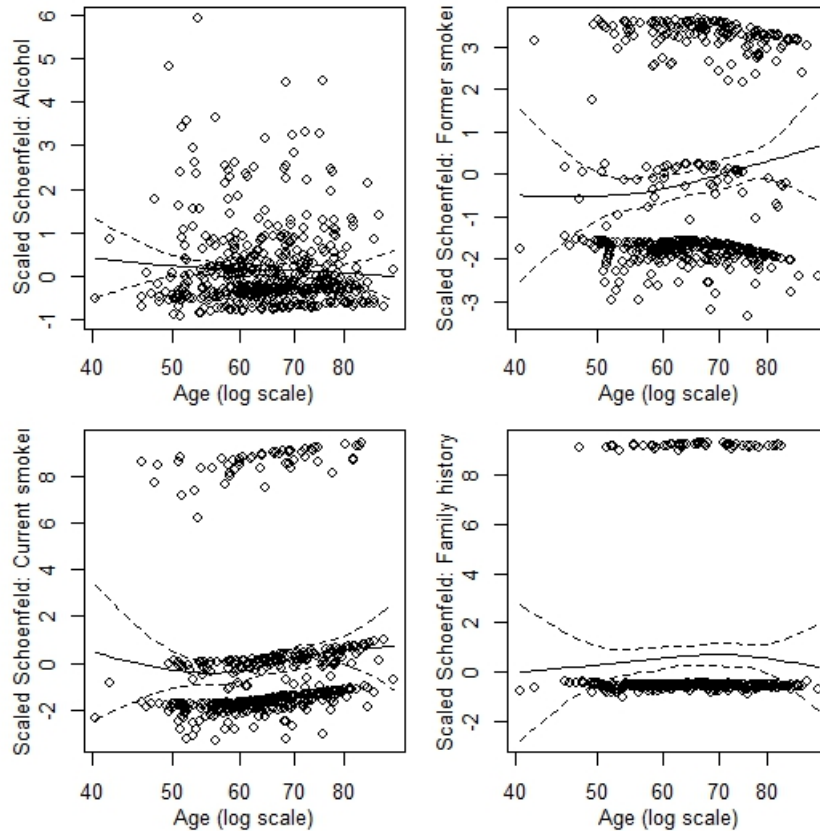 Scaled Schoenfeld: Alcohol
6
5
4
3
2
1
0
-1
40 50 60 70 80
Age (log scale)
Scaled Schoenfeld: Former smoker
3
2
1
0
-1
-2
-3
40 50 60 70 80
Age (log scale)
Scaled Schoenfeld: Current smoker
8
6
4
2
0
-2
40 50 60 70 80
Age (log scale)
Scaled Schoenfeld: Family history
8
6
4
2
0
-2
40 50 60 70 80
Age (log scale)